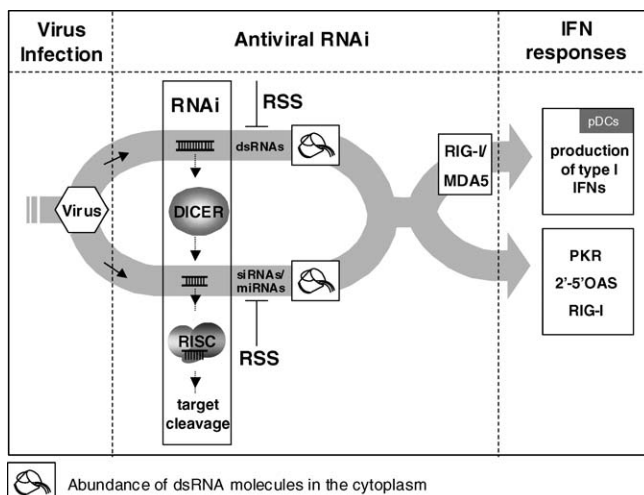 Virus
Infection
Antiviral RNAi
IFN
responses
RNAi
RSS
dsRNAs
pDCs
production
of type I
IFNs
RIG-I/
MDA5
Virus
DICER
siRNAs/
miRNAs
PKR
2'-5'OAS
RIG-I
RISC
RSS
target
cleavage
Abundance of dsRNA molecules in the cytoplasm